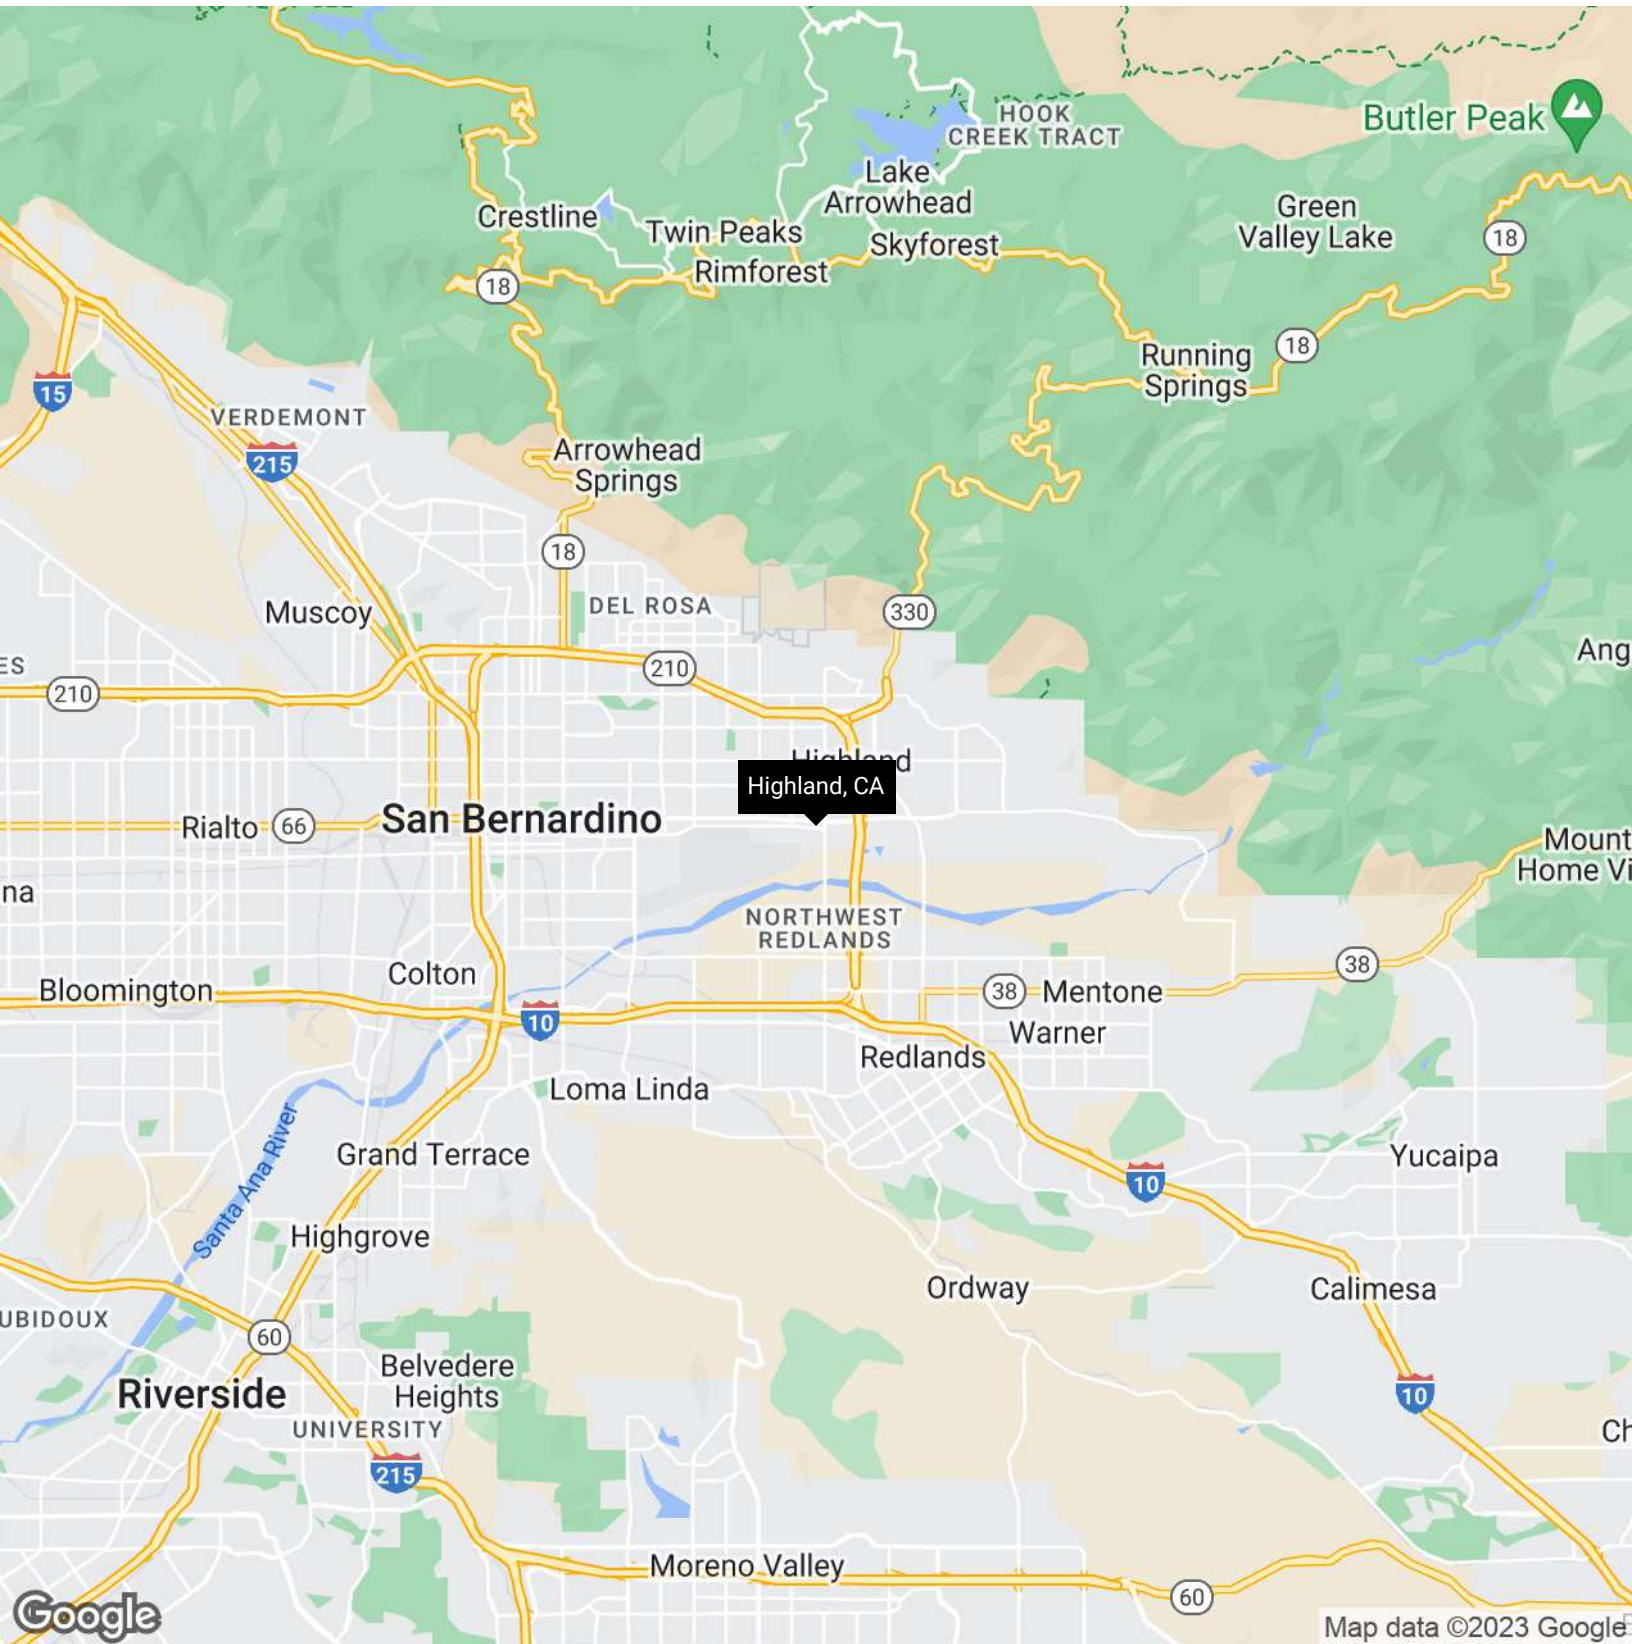 HOOK
CREEK TRACT
Butler Peak
Lake
Arrowhead
Crestline
Twin Peaks
Green
Valley Lake
18
Skyforest
Rimforest
18
18
Running
Springs
15
VERDEMONT
215
Arrowhead
Springs
18
Muscoy
DEL ROSA
330
ES
Ang
210
210
Highland
Highland, CA
Rialto
66
San Bernardino
Mount
Home Vi
na
NORTHWEST
REDLANDS
Colton
38
Bloomington
38
Mentone
10
Warner
Redlands
Loma Linda
Santa Ana River
Grand Terrace
Yucaipa
10
Highgrove
Ordway
Calimesa
UBIDOUX
60
Belvedere
Heights
Riverside
10
UNIVERSITY
Ch
215
Moreno Valley
60
Google
Map data ©2023 Google